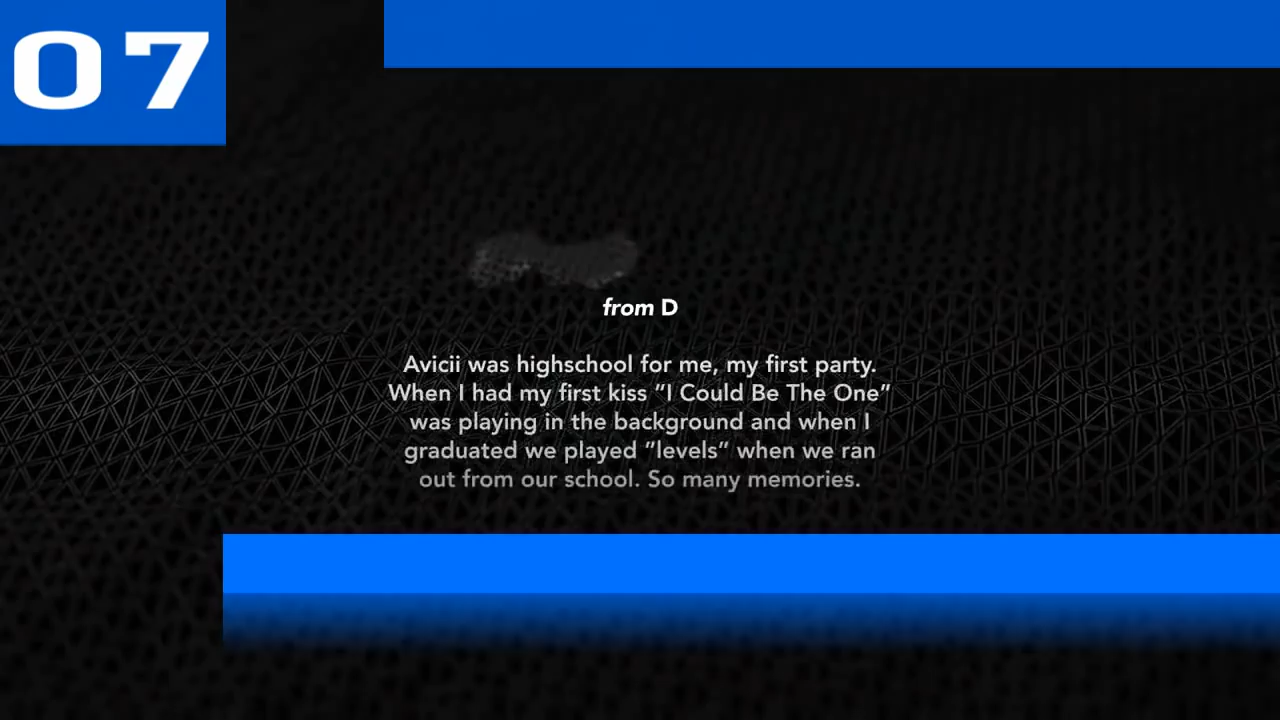 07
from D
Avicii was highschool for me, my first party.
When I had my first kiss "I Could Be The One"
was playing in the background and when I
graduated we played "levels" when we ran
out from our school. So many memories.